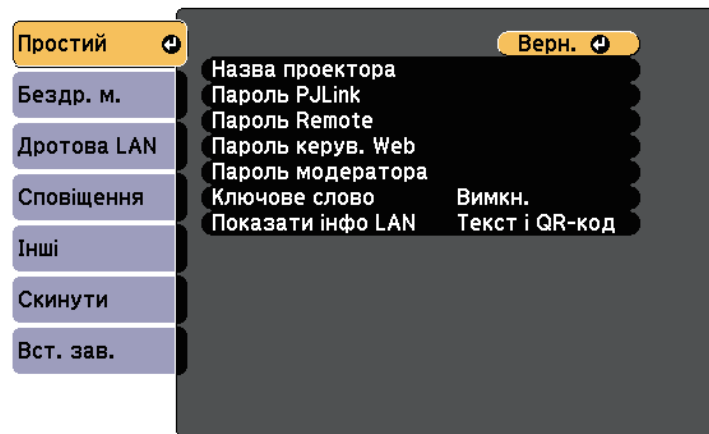 Простий
Бездр. м.
Дротова LAN
Сповіщення
Інші
Скинути
Вст. зав.
Верн.
Назва проектора
Пароль PJLink
Пароль Remote
Пароль керув. Web
Пароль модератора
Ключове слово Вимкн.
Показати інфо LAN Текст і QR-код